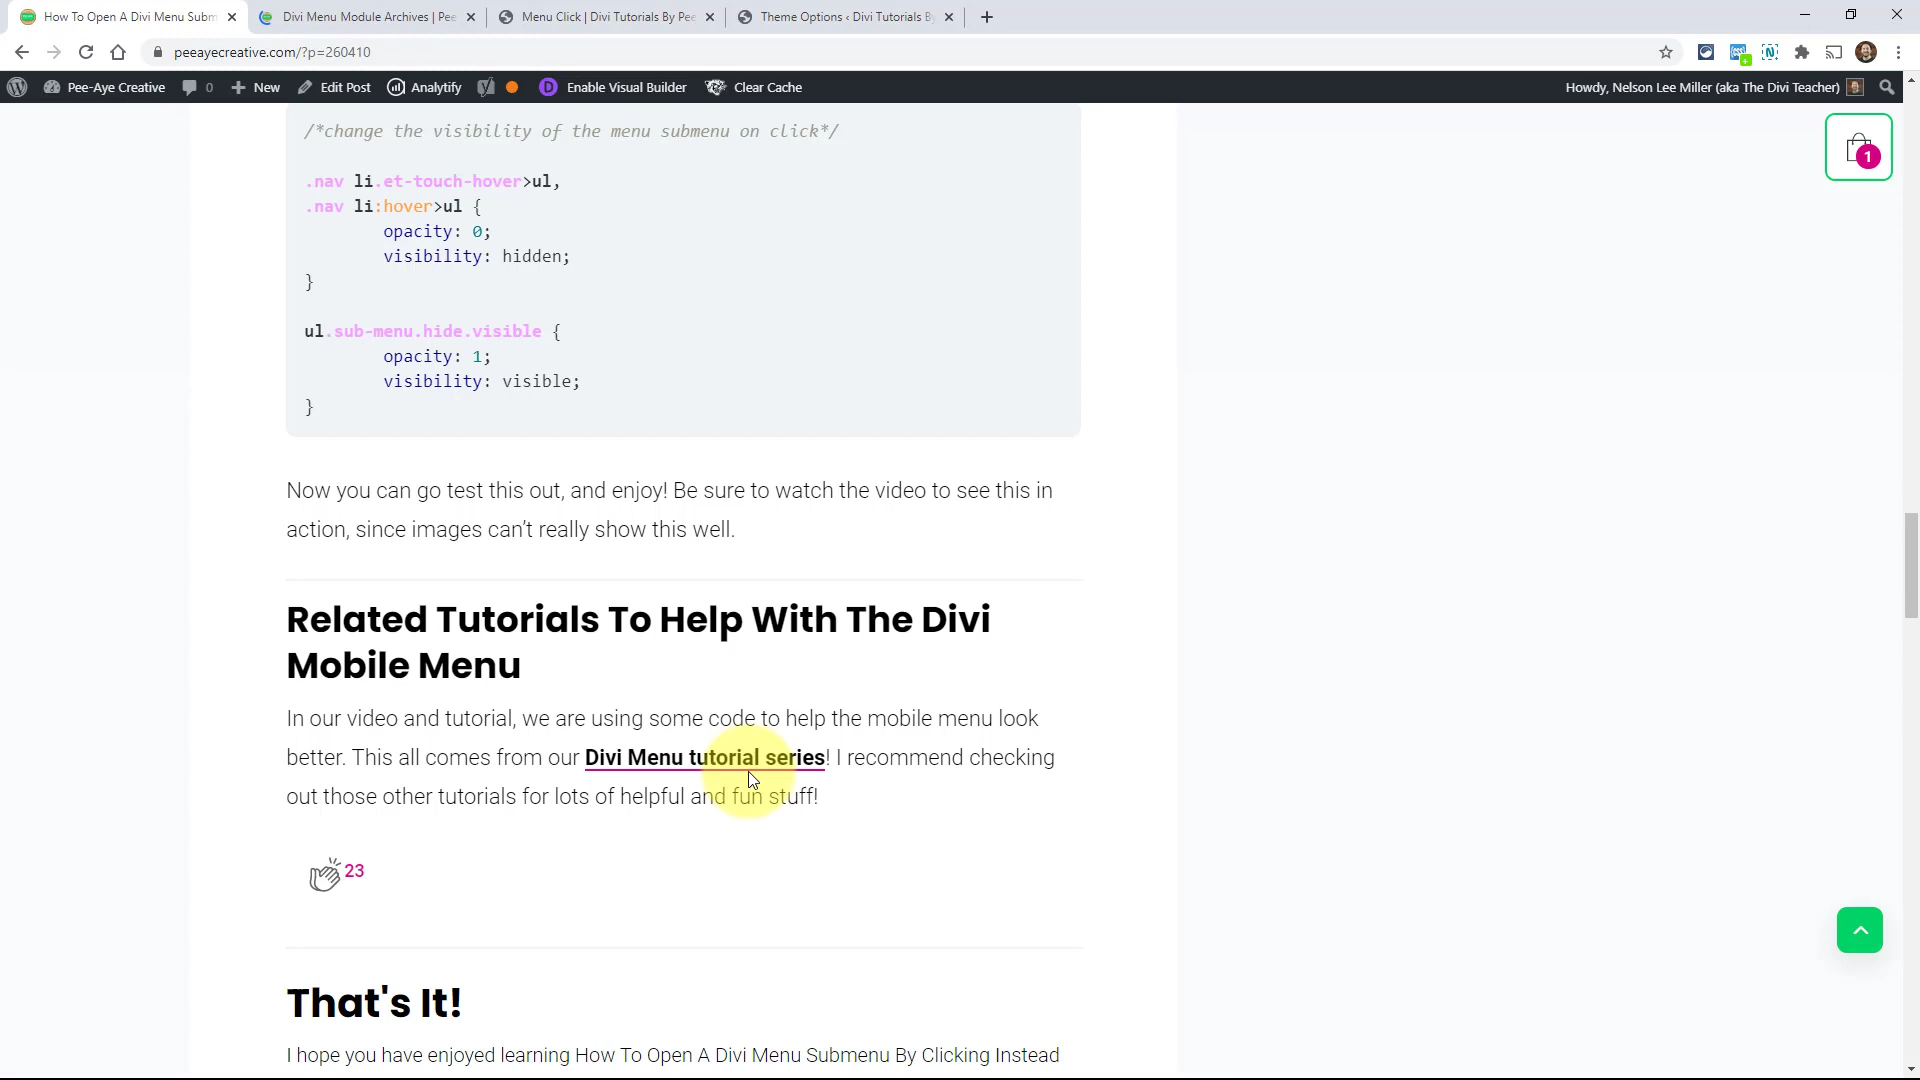 How To Open A Divi Menu Subm
Divi Menu Module Archives | Pee
Menu Click | Divi Tutorials By Pee
Theme Options ‹ Divi Tutorials By
peeayecreative.com/?p=260410
Pee-Aye Creative 0 New Edit Post Analytify Enable Visual Builder Clear Cache Howdy, Nelson Lee Miller (aka The Divi Teacher)
/*change the visibility of the menu submenu on click*/
1
.nav li.et-touch-hover>ul,
.nav li:hover>ul {
opacity: 0;
visibility: hidden;
}
ul.sub-menu.hide.visible {
opacity: 1;
visibility: visible;
}
Now you can go test this out, and enjoy! Be sure to watch the video to see this in
action, since images can’t really show this well.
Related Tutorials To Help With The Divi
Mobile Menu
In our video and tutorial, we are using some code to help the mobile menu look
better. This all comes from our Divi Menu tutorial series! I recommend checking
out those other tutorials for lots of helpful and fun stuff!
23
That's It!
I hope you have enjoyed learning How To Open A Divi Menu Submenu By Clicking Instead